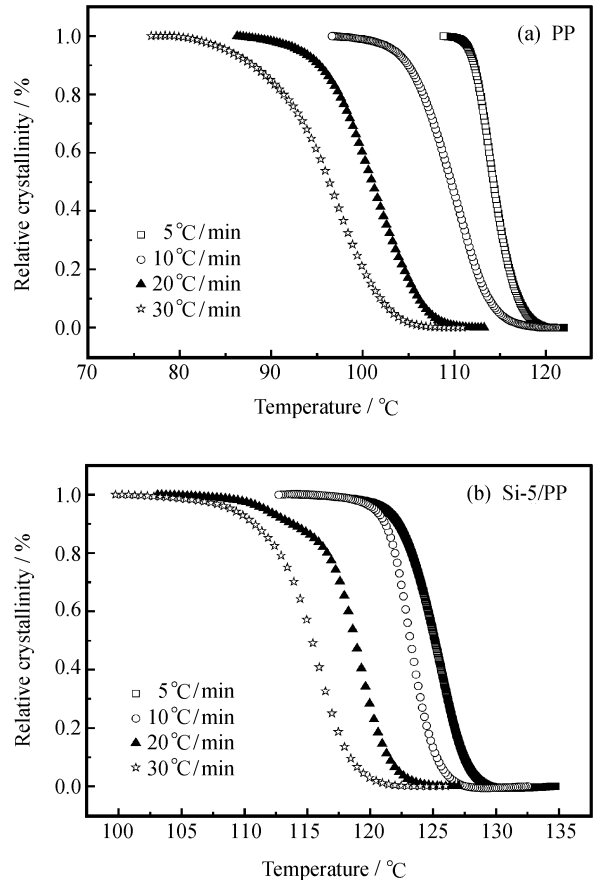 (a) PP
1.0
0.8
0.6
0.4
0.2
0.0
Relative crystallinity / %
5℃/min
10℃/min
20℃/min
30℃/min
70 80 90 100 110 120
Temperature / ℃
(b) Si-5/PP
1.0
0.8
0.6
0.4
0.2
0.0
Relative crystallinity / %
5℃/min
10℃/min
20℃/min
30℃/min
100 105 110 115 120 125 130 135
Temperature / ℃